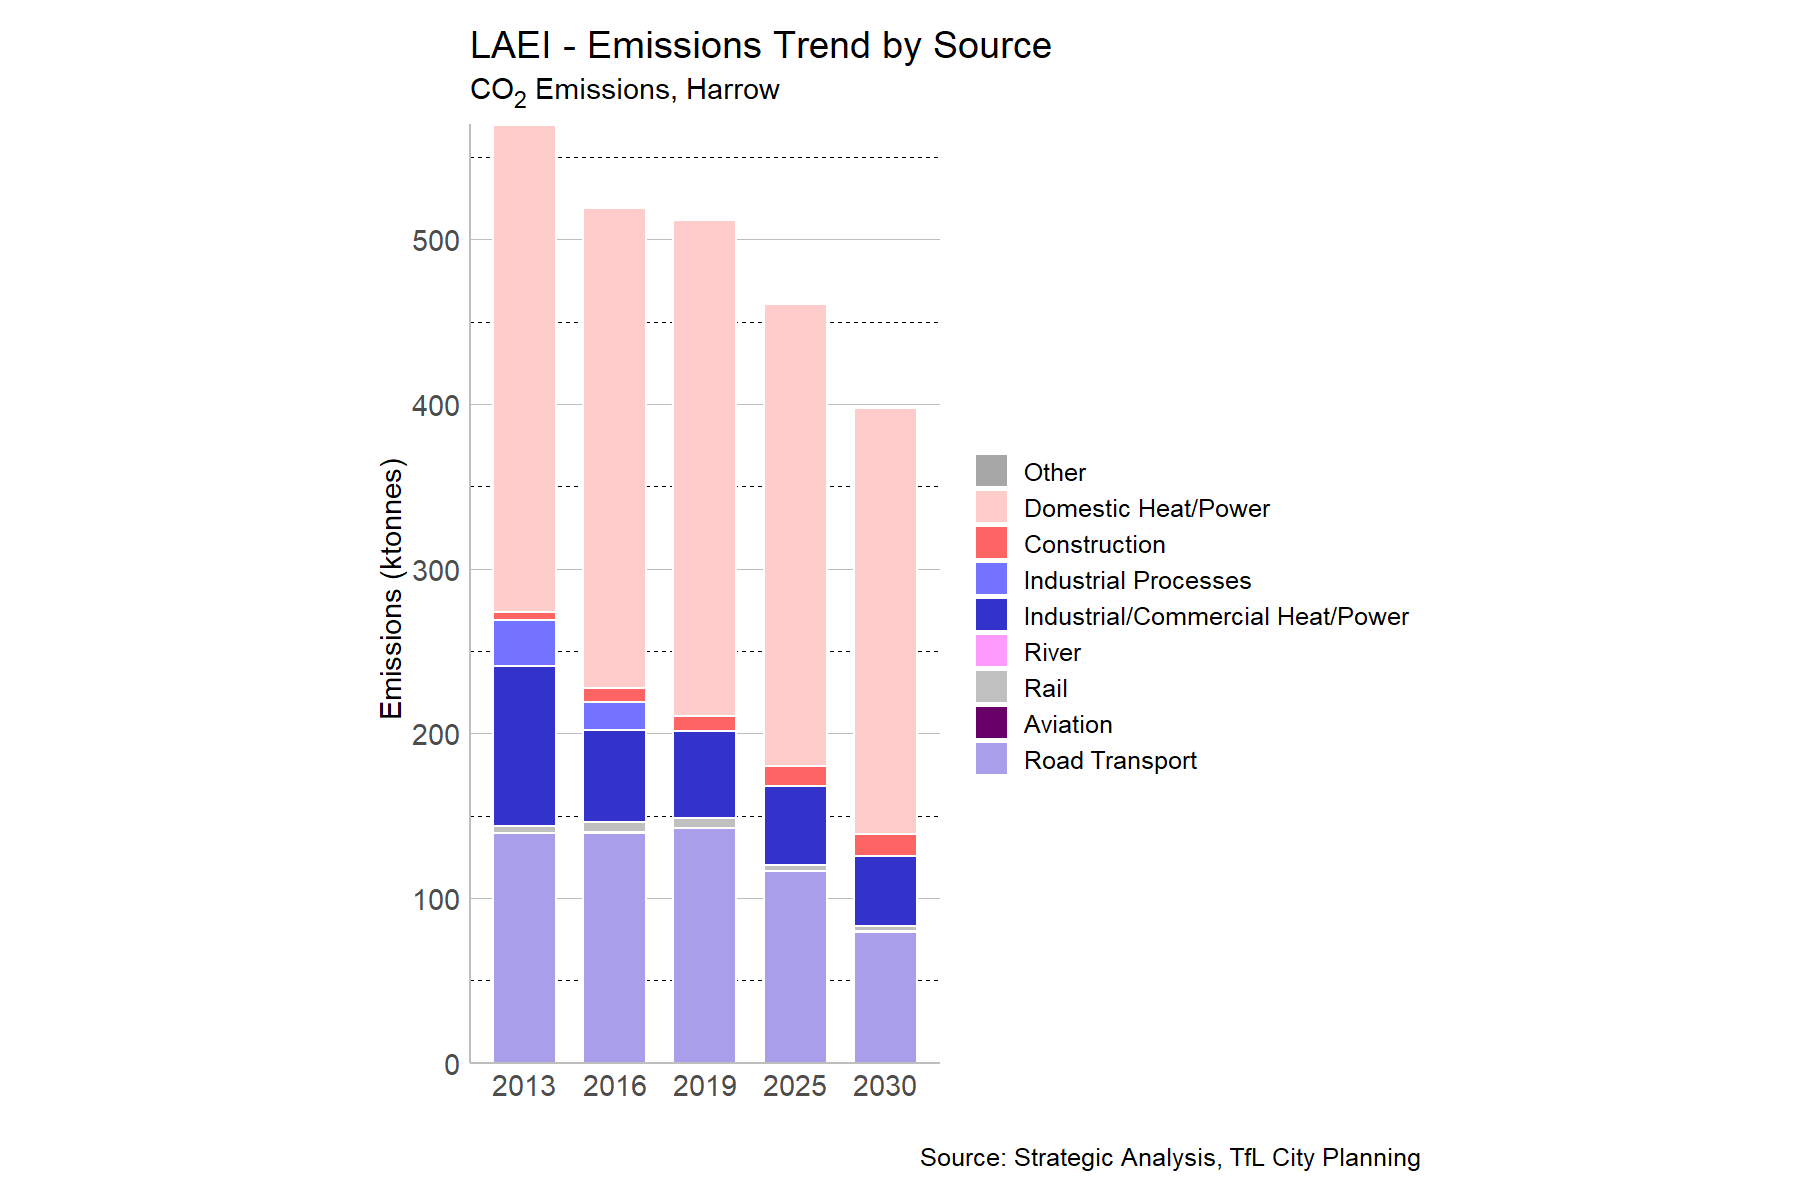 LAEI - Emissions Trend by Source
CO₂ Emissions, Harrow
Emissions (ktonnes)
500
400
300
200
100
0
2013 2016 2019 2025 2030
Other
Domestic Heat/Power
Construction
Industrial Processes
Industrial/Commercial Heat/Power
River
Rail
Aviation
Road Transport
Source: Strategic Analysis, TfL City Planning